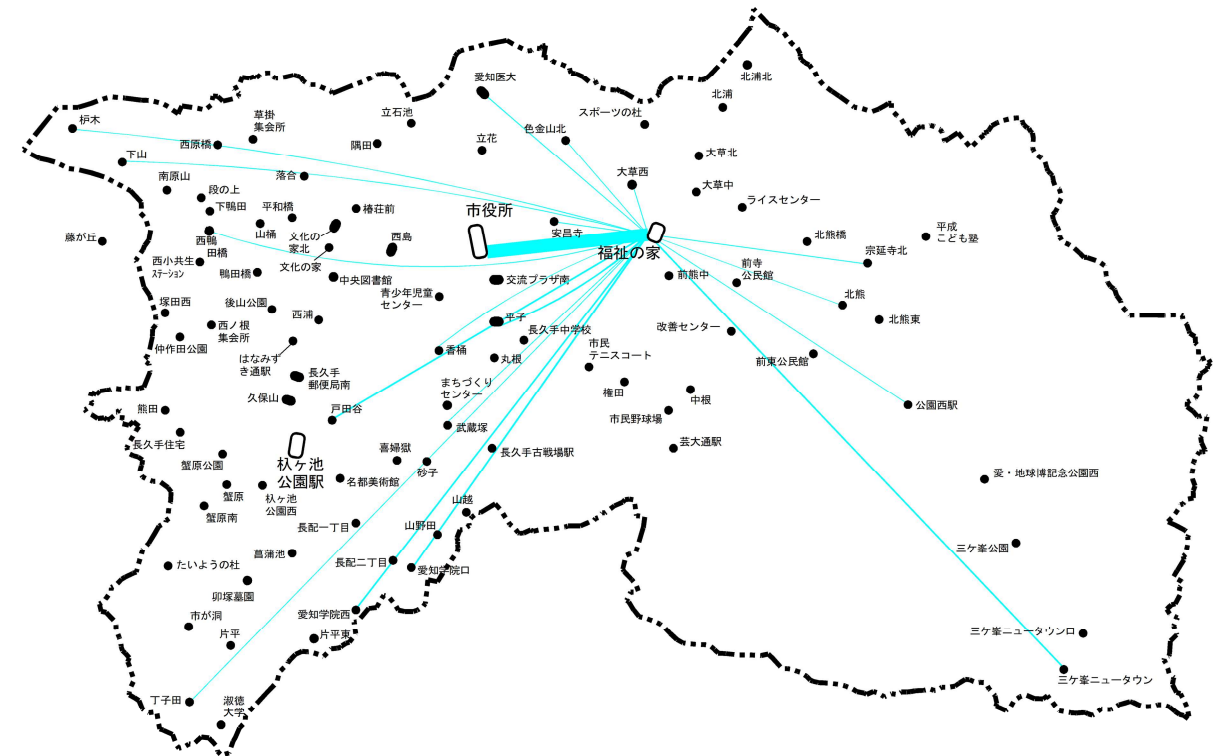 愛知医大
北浦北
北浦
スポーツの杜
立石池
草掛
集会所
枦木
西原橋
隅田
立花
色金山北
下山
大草北
大草西
大草中
ライスセンター
南原山
段の上
落合
下鴨田
平和橋
椿荘前
市役所
安昌寺
福祉の家
北熊橋
平成
こども塾
宗延寺北
藤が丘
西鴨
田橋
山桶
文化の
家北
文化の家
西島
西小共生
ステーション
鴨田橋
中央図書館
青少年児童
センター
交流プラザ南
前熊中
前寺
公民館
北熊
北熊東
塚田西
後山公園
西浦
平子
長久手中学校
改善センター
西ノ根
集会所
仲作田公園
はなみず
き通駅
香桶
丸根
市民
テニスコート
前東公民館
長久手
郵便局南
久保山
まちづくり
センター
権田
中根
熊田
戸田谷
武蔵塚
市民野球場
公園西駅
長久手住宅
杁ヶ池
公園駅
喜婦嶽
砂子
長久手古戦場駅
芸大通駅
蟹原公園
蟹原
杁ヶ池
公園西
名都美術館
愛・地球博記念公園西
蟹原南
長配一丁目
山越
山野田
三ケ峯公園
菖蒲池
長配二丁目
愛知学院口
たいようの杜
卯塚墓園
愛知学院西
市が洞
片平
片平東
三ケ峯ニュータウン口
三ケ峯ニュータウン
丁子田
淑徳
大学